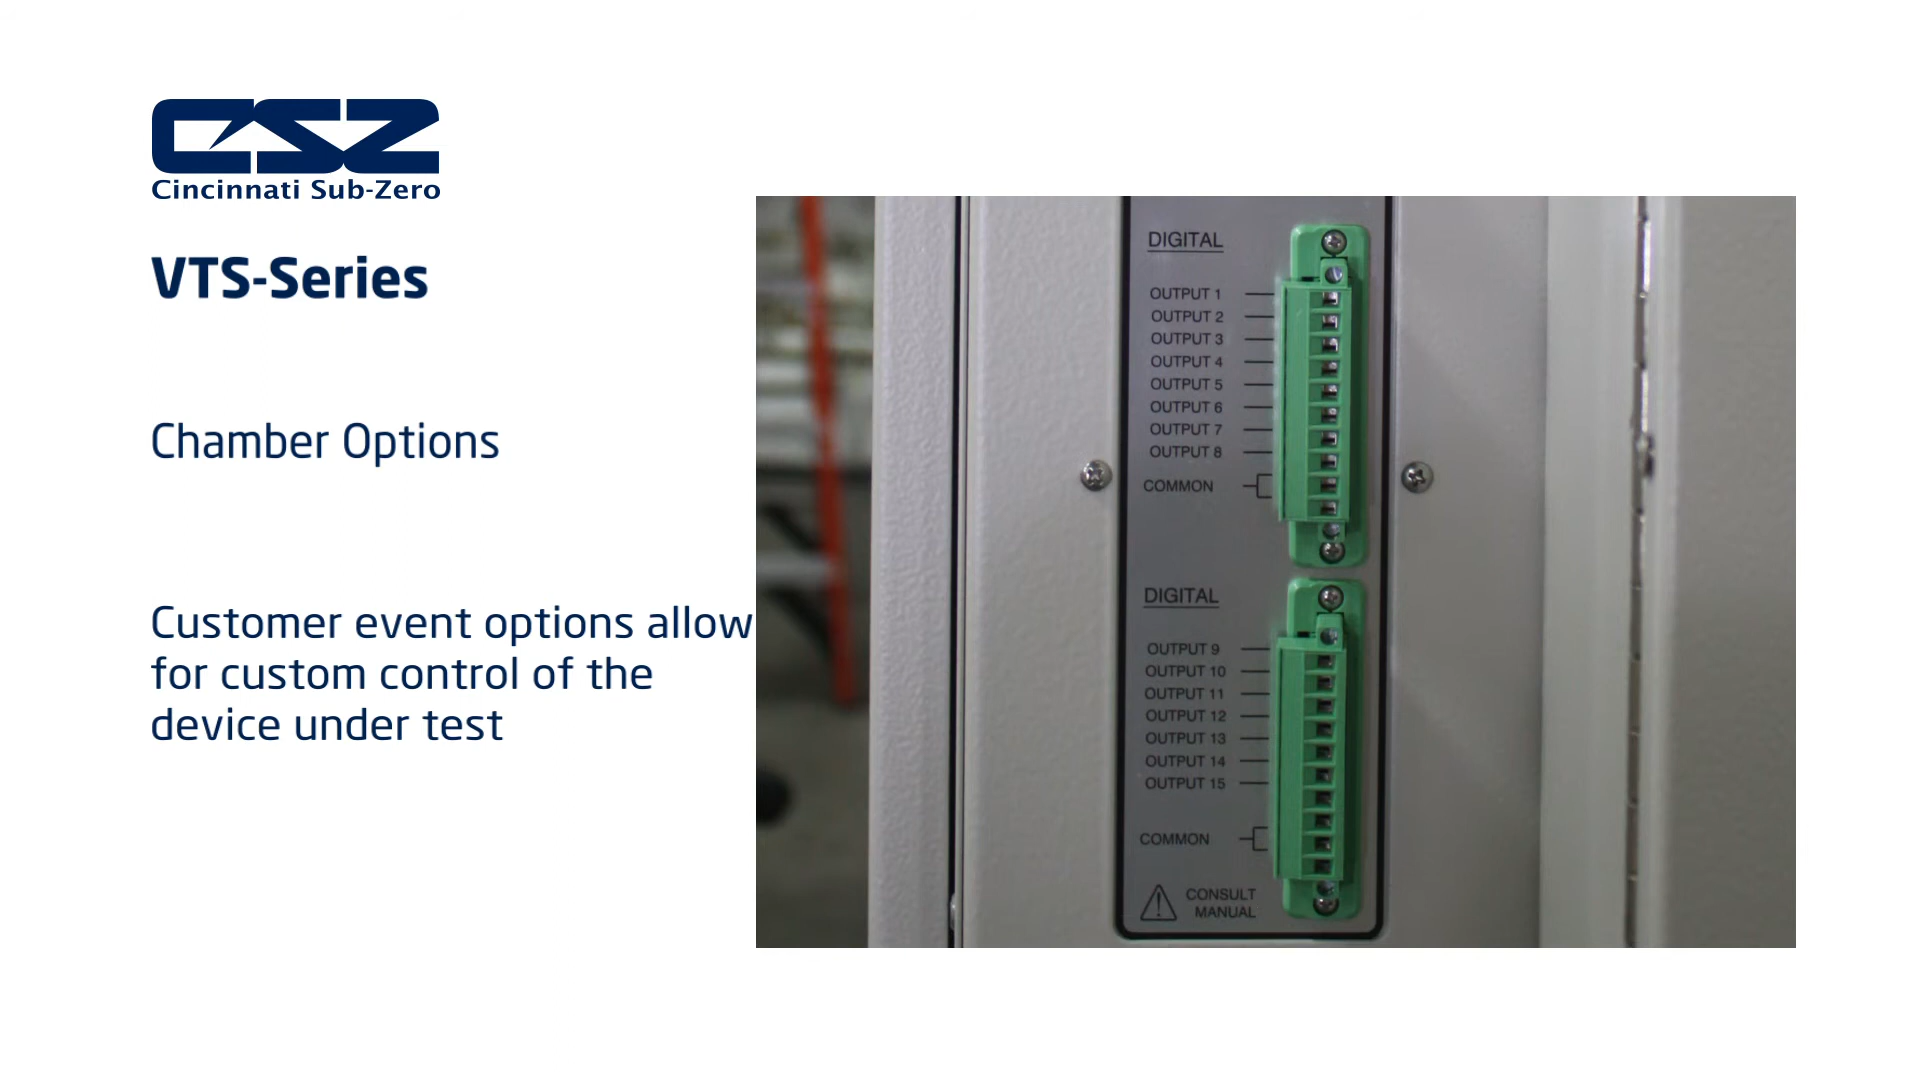 CSZ
Cincinnati Sub-Zero
VTS-Series
Chamber Options
Customer event options allow
for custom control of the
device under test
DIGITAL
OUTPUT 1
OUTPUT 2
OUTPUT 3
OUTPUT 4
OUTPUT 5
OUTPUT 6
OUTPUT 7
OUTPUT 8
COMMON
DIGITAL
OUTPUT 9
OUTPUT 10
OUTPUT 11
OUTPUT 12
OUTPUT 13
OUTPUT 14
OUTPUT 15
COMMON
CONSULT
MANUAL